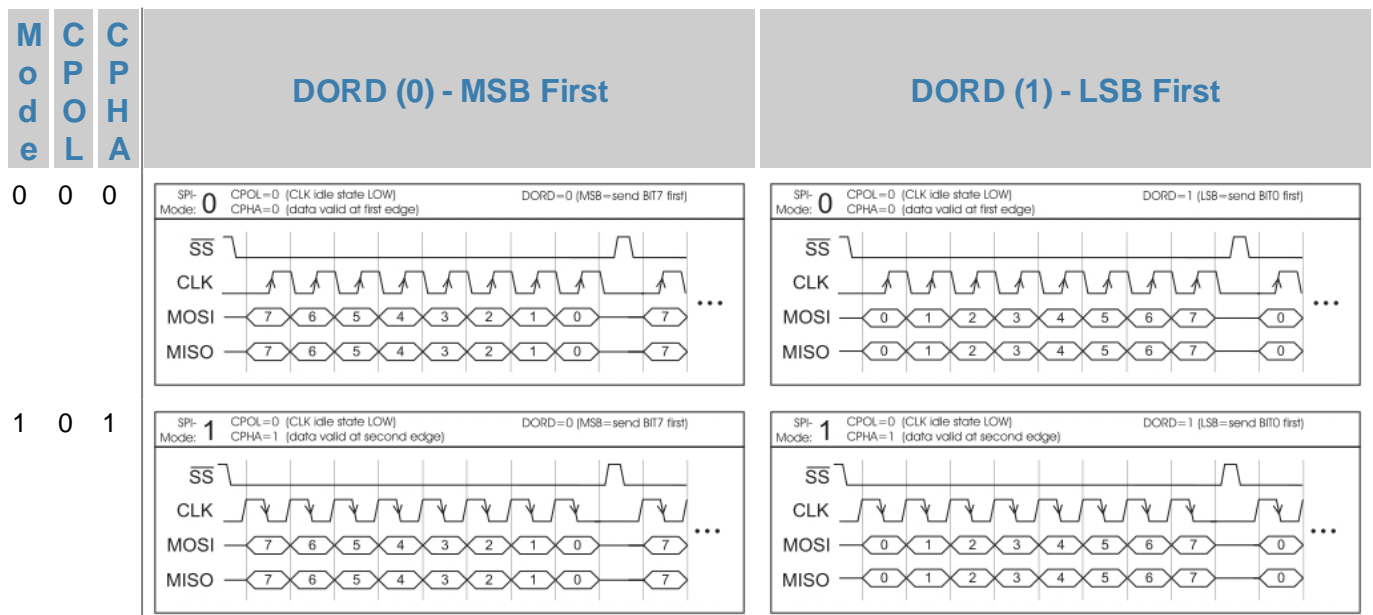 Mode CPOL CPHA DORD (0) - MSB First DORD (1) - LSB First
0 0 0
SPI-Mode: 0 CPOL=0 (CLK idle state LOW) DORD=0 (MSB=send BIT7 first)
CPHA=0 (data valid at first edge)
SS
CLK
MOSI 7 6 5 4 3 2 1 0 7 ...
MISO 7 6 5 4 3 2 1 0 7
SPI-Mode: 0 CPOL=0 (CLK idle state LOW) DORD=1 (LSB=send BIT0 first)
CPHA=0 (data valid at first edge)
SS
CLK
MOSI 0 1 2 3 4 5 6 7 0 ...
MISO 0 1 2 3 4 5 6 7 0
1 0 1
SPI-Mode: 1 CPOL=0 (CLK idle state LOW) DORD=0 (MSB=send BIT7 first)
CPHA=1 (data valid at second edge)
SS
CLK
MOSI 7 6 5 4 3 2 1 0 7 ...
MISO 7 6 5 4 3 2 1 0 7
SPI-Mode: 1 CPOL=0 (CLK idle state LOW) DORD=1 (LSB=send BIT0 first)
CPHA=1 (data valid at second edge)
SS
CLK
MOSI 0 1 2 3 4 5 6 7 0 ...
MISO 0 1 2 3 4 5 6 7 0